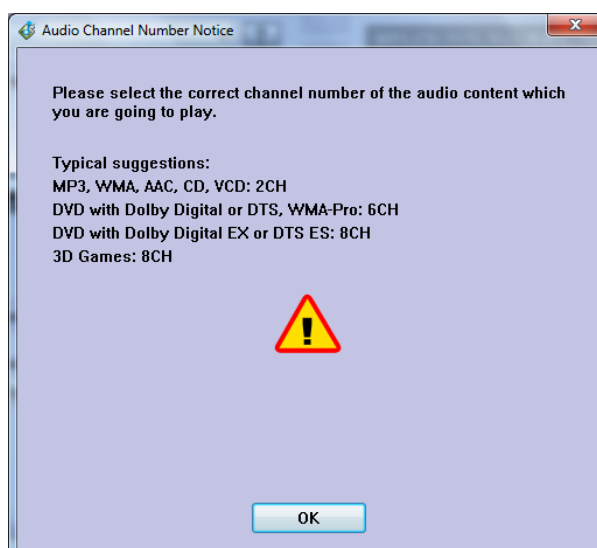 Audio Channel Number Notice
Please select the correct channel number of the audio content which
you are going to play.
Typical suggestions:
MP3, WMA, AAC, CD, VCD: 2CH
DVD with Dolby Digital or DTS, WMA-Pro: 6CH
DVD with Dolby Digital EX or DTS ES: 8CH
3D Games: 8CH
OK